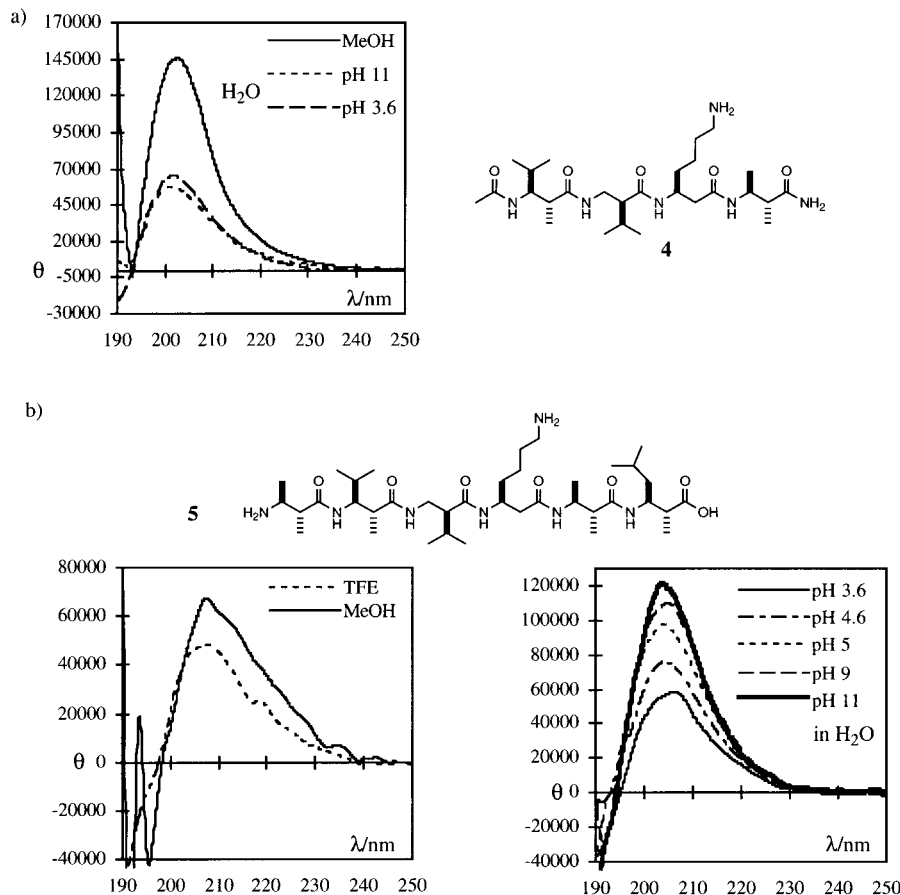 a)
170000
145000
120000
95000
70000
45000
20000
θ -5000
-30000
190 200 210 220 230 240 250
λ/nm
MeOH
pH 11
pH 3.6
H₂O
NH₂
O O O O O
N H N H N H N H NH₂
4
b)
5
NH₂
O O O O O O
H₂N N H N H N H N H N H OH
80000
60000
40000
20000
θ 0
-20000
-40000
190 200 210 220 230 240 250
λ/nm
TFE
MeOH
120000
100000
80000
60000
40000
20000
θ 0
-20000
-40000
190 200 210 220 230 240 250
λ/nm
pH 3.6
pH 4.6
pH 5
pH 9
pH 11
in H₂O